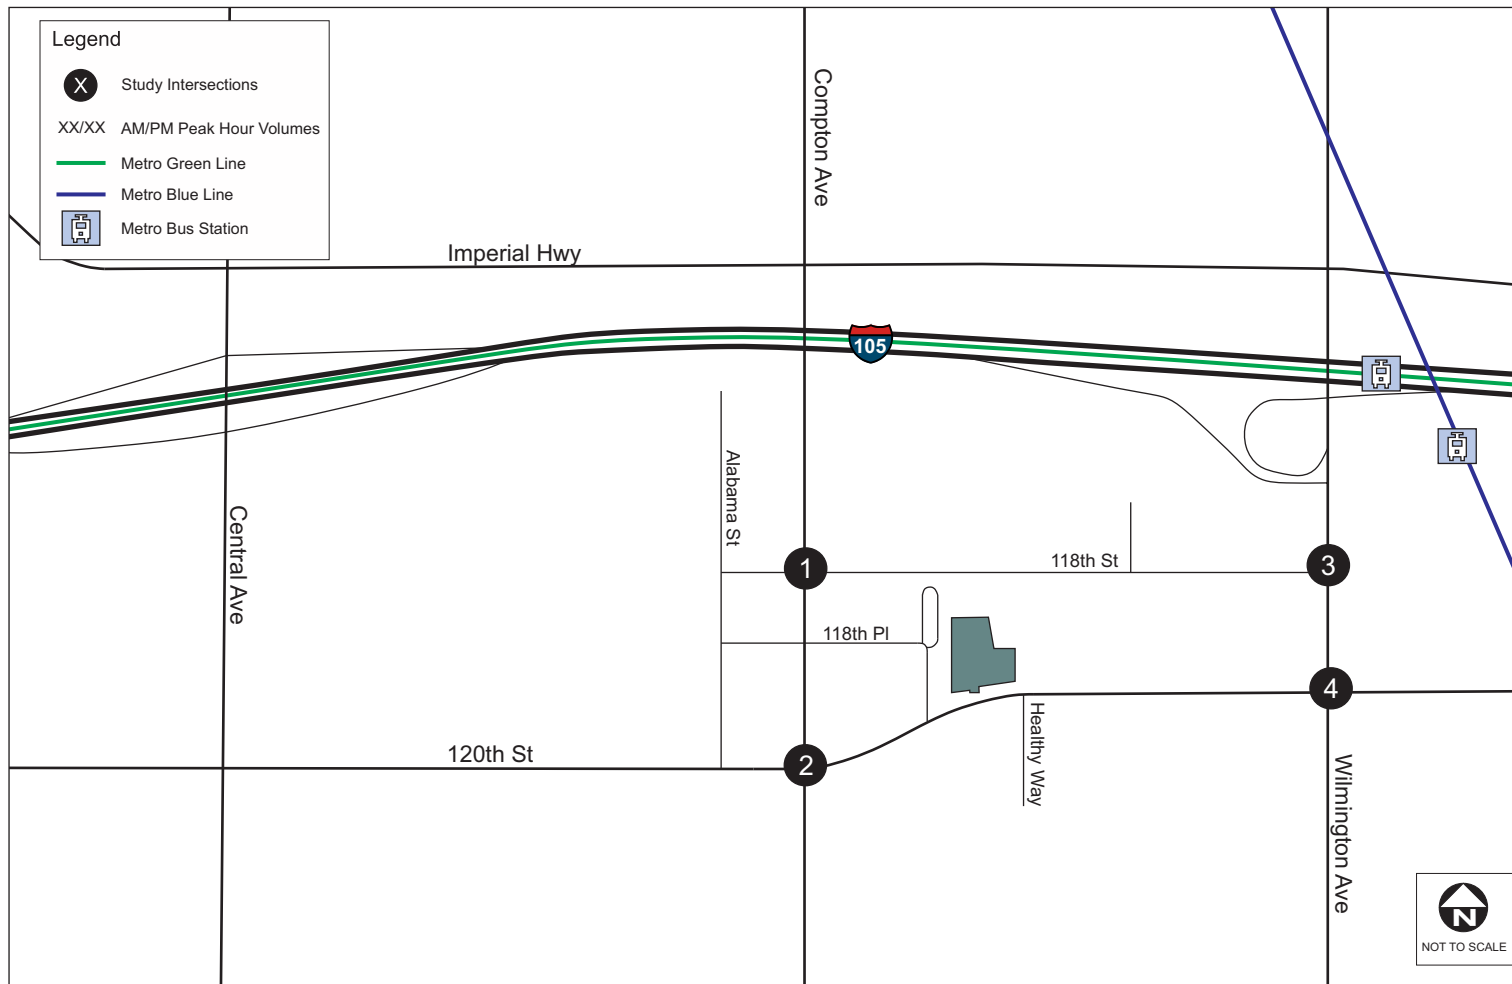 Legend
X Study Intersections
XX/XX AM/PM Peak Hour Volumes
Metro Green Line
Metro Blue Line
Metro Bus Station
Compton Ave
Imperial Hwy
105
Alabama St
Central Ave
1
118th St
3
118th Pl
4
Healthy Way
120th St
2
Wilmington Ave
N
NOT TO SCALE